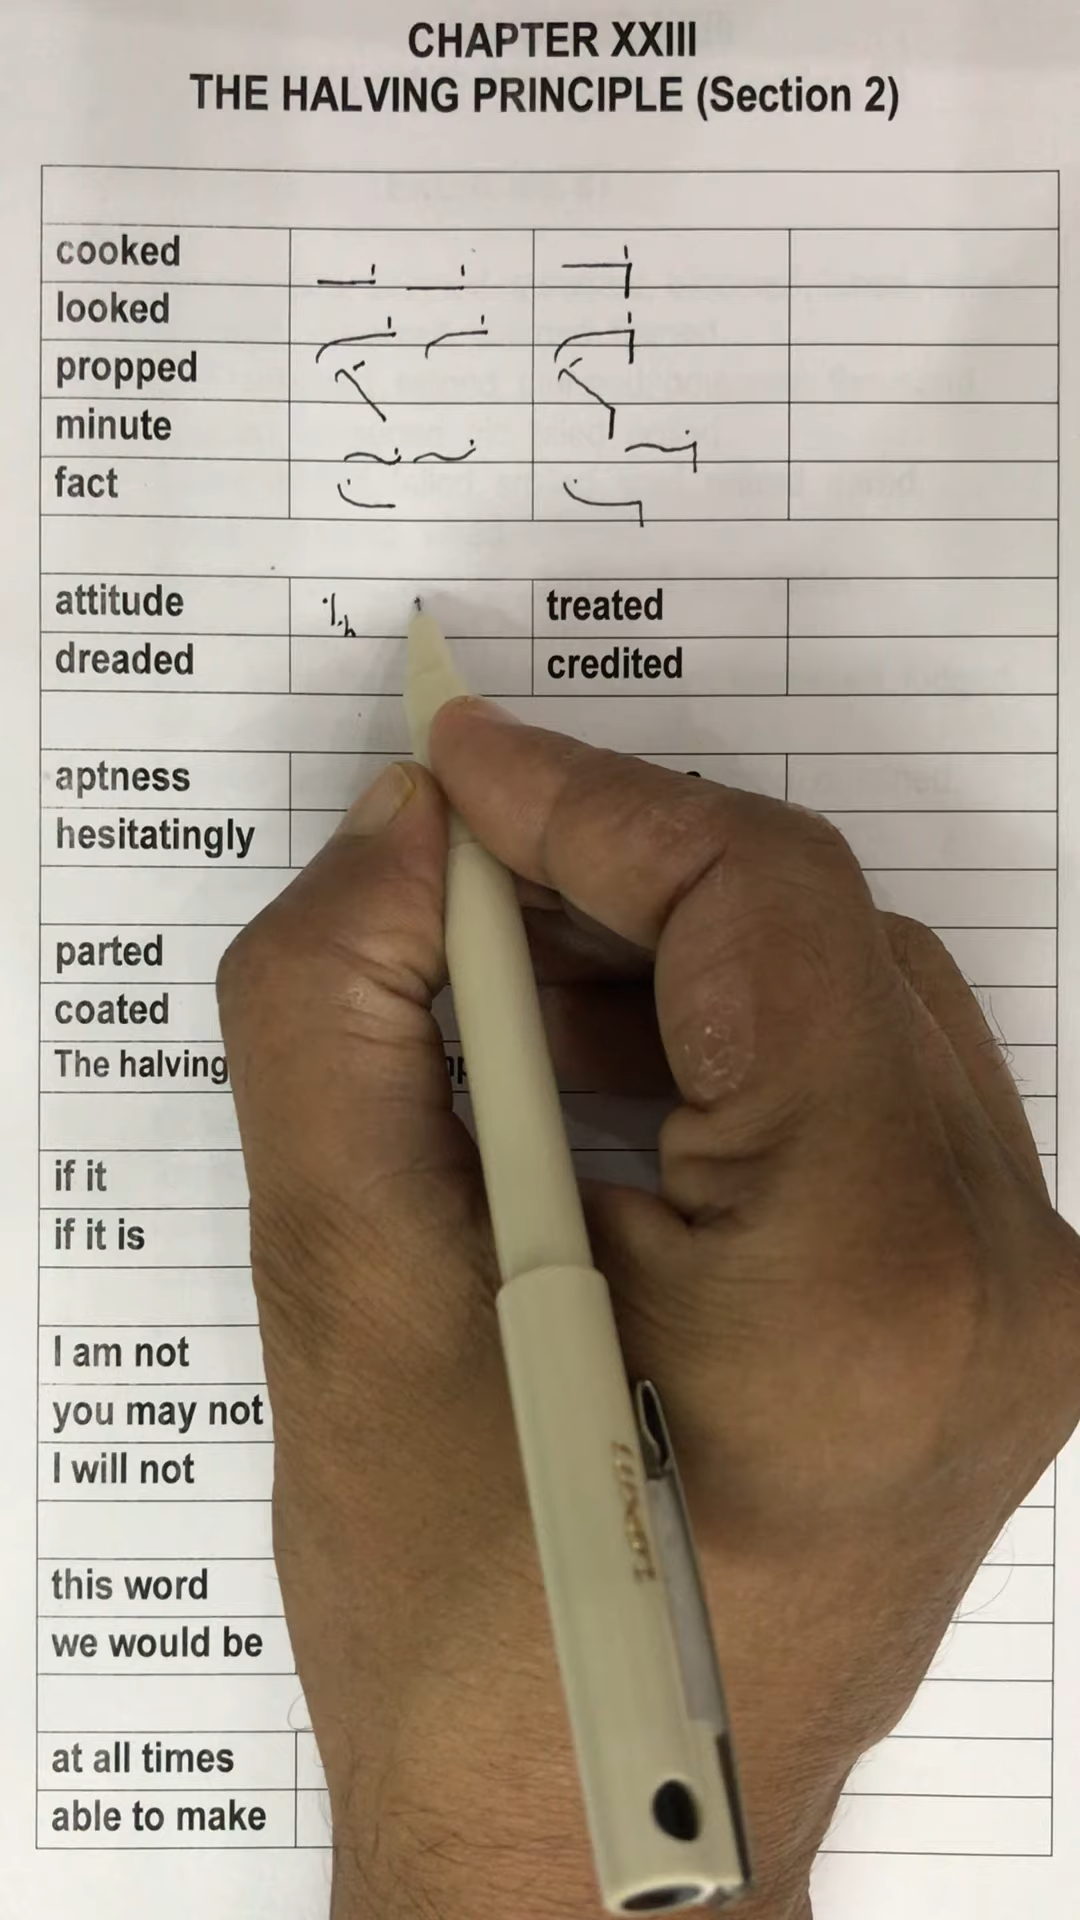 CHAPTER XXIII
THE HALVING PRINCIPLE (Section 2)
cooked
looked
propped
minute
fact
attitude treated
dreaded credited
aptness
hesitatingly
parted
coated
The halving
if it
if it is
I am not
you may not
I will not
this word
we would be
at all times
able to make